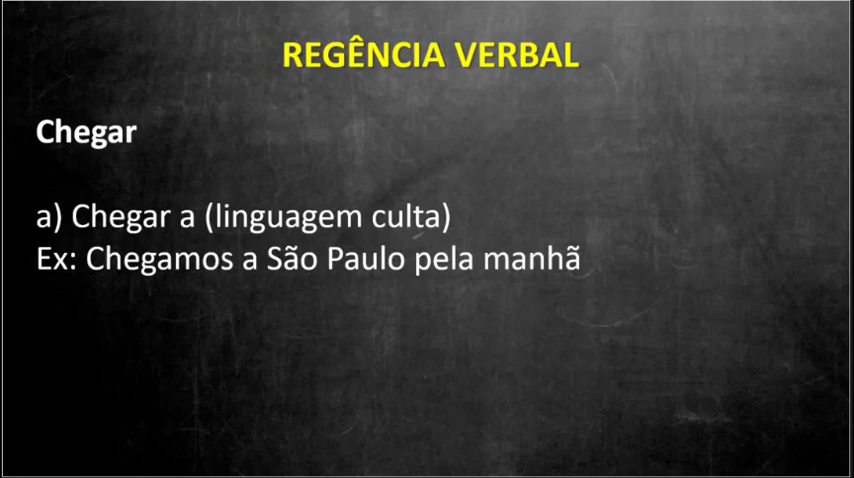 REGÊNCIA VERBAL
Chegar
a) Chegar a (linguagem culta)
Ex: Chegamos a São Paulo pela manhã